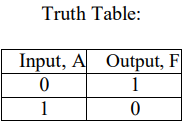 Truth Table:
Input, A Output, F
0 1
1 0